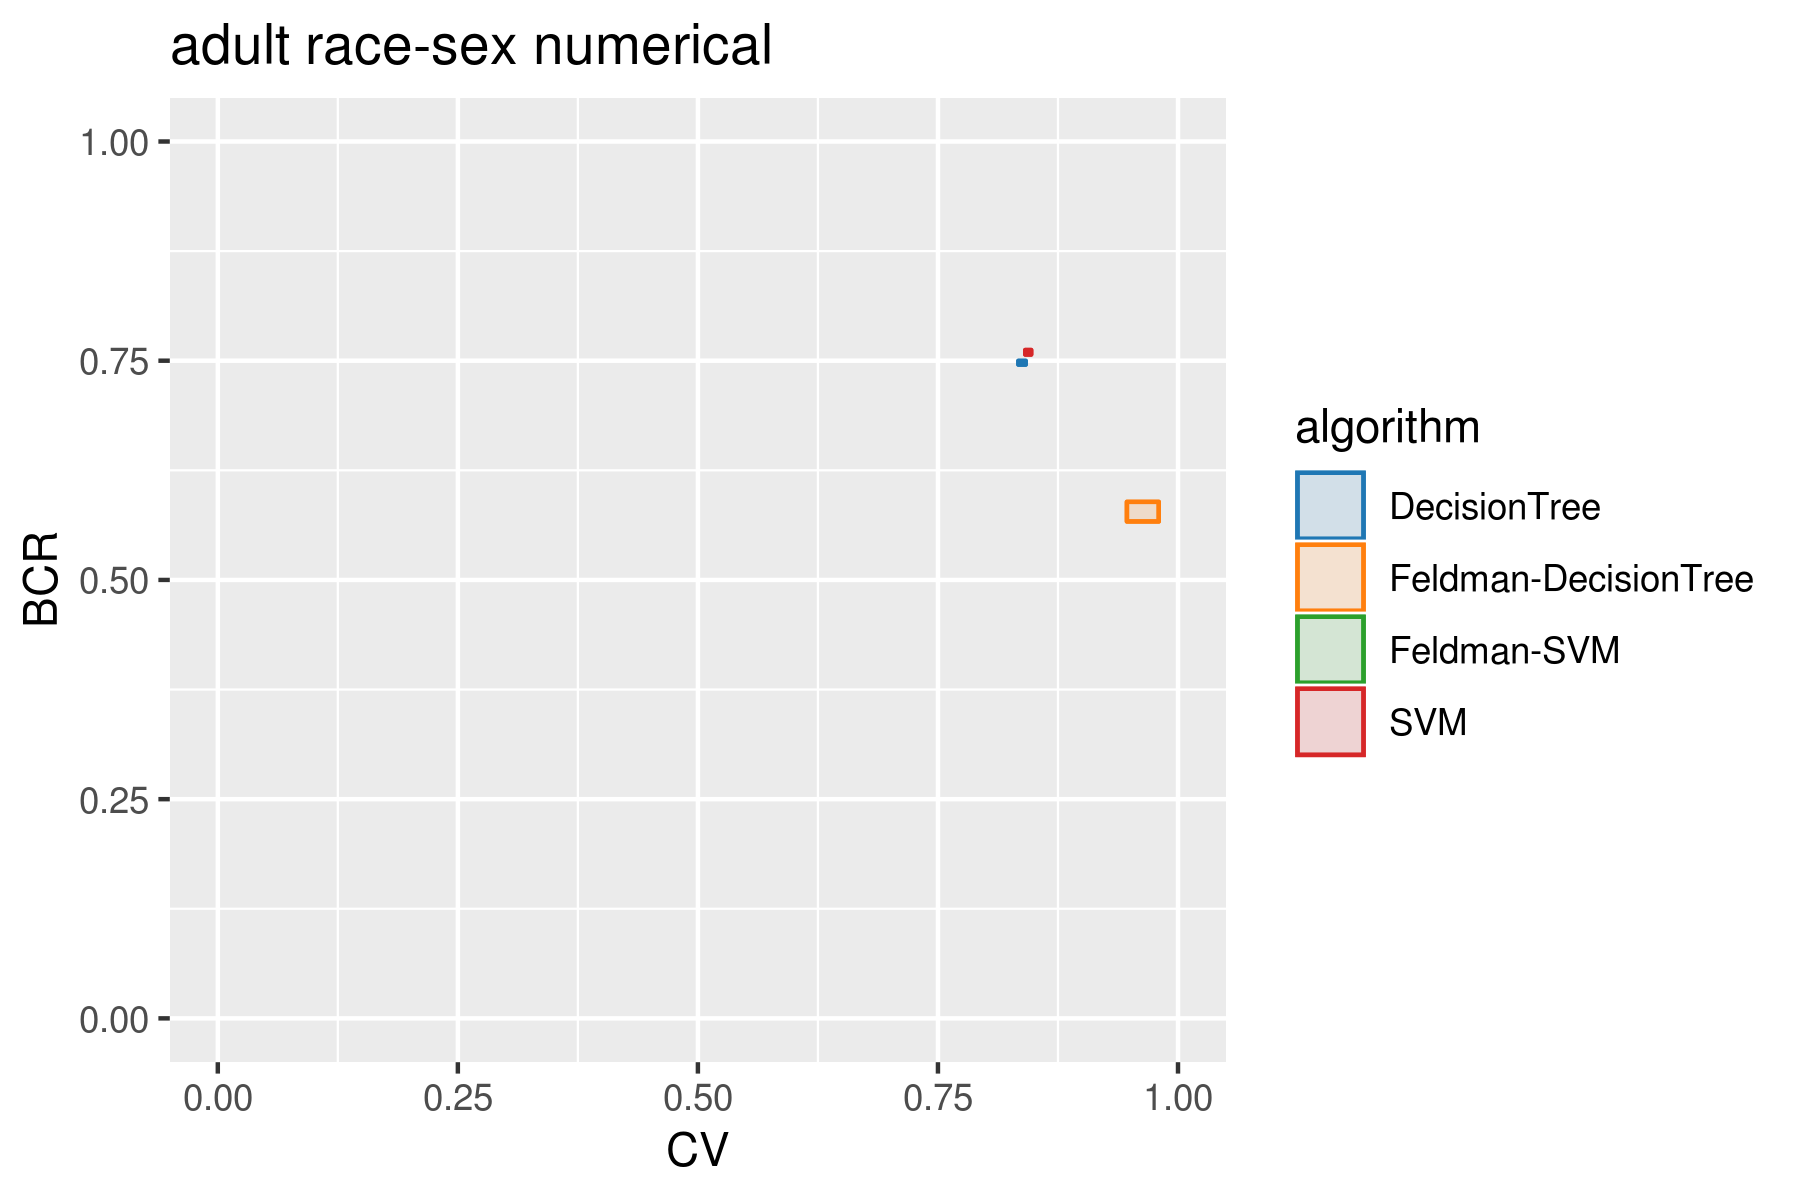 adult race-sex numerical
1.00
0.75
0.50
0.25
0.00
BCR
0.00 0.25 0.50 0.75 1.00
CV
algorithm
DecisionTree
Feldman-DecisionTree
Feldman-SVM
SVM